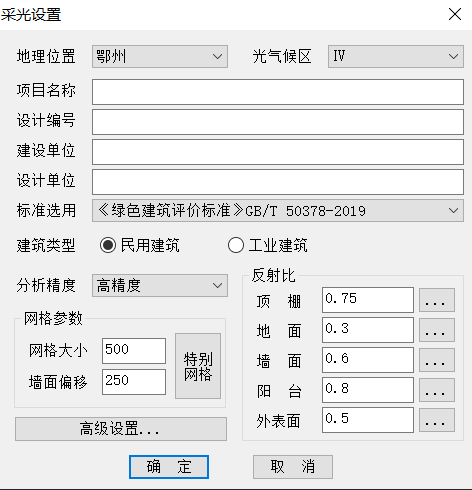 采光设置
地理位置 鄂州 光气候区 IV
项目名称
设计编号
建设单位
设计单位
标准选用 《绿色建筑评价标准》GB/T 50378-2019
建筑类型 民用建筑 工业建筑
分析精度 高精度
网格参数
网格大小 500
墙面偏移 250
特别
网格
高级设置...
反射比
顶 棚 0.75 ...
地 面 0.3 ...
墙 面 0.6 ...
阳 台 0.8 ...
外表面 0.5 ...
确 定 取 消